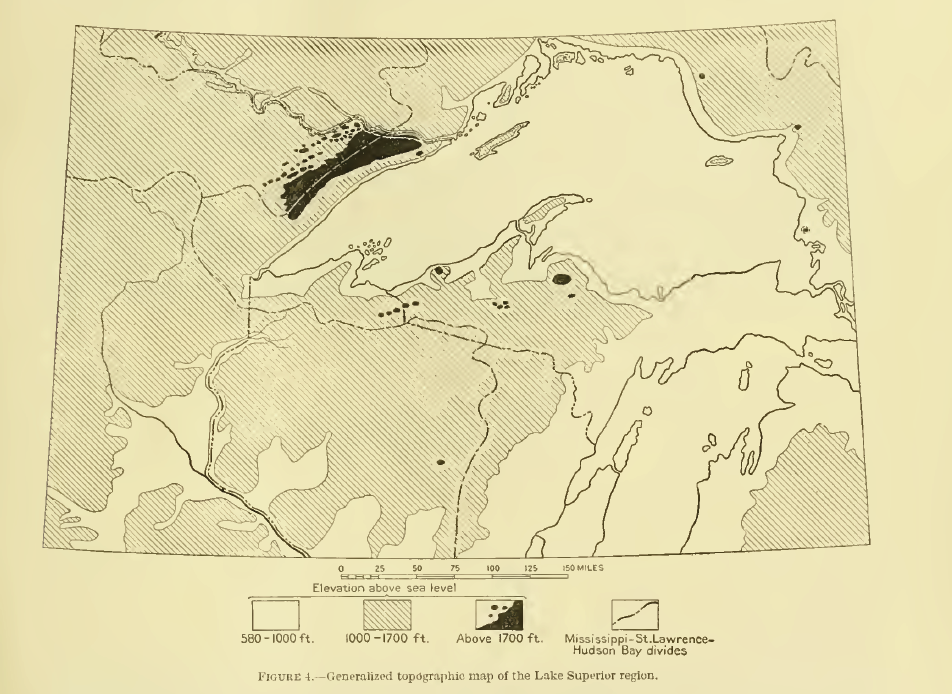 0 25 50 75 100 125 150 MILES
Elevation above sea level
580-1000 ft. 1000-1700 ft. Above 1700 ft. Mississippi-St.Lawrence-
Hudson Bay divides
FIGURE 4.—Generalized topographic map of the Lake Superior region.